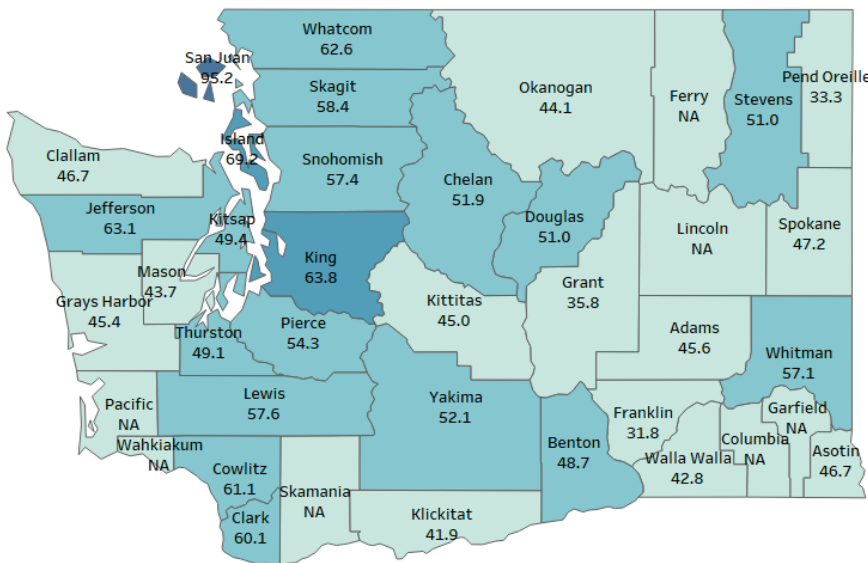 Whatcom
62.6
San Juan
95.2
Skagit
58.4
Okanogan
44.1
Ferry
NA
Stevens
51.0
Pend Oreille
33.3
Island
69.2
Clallam
46.7
Snohomish
57.4
Chelan
51.9
Douglas
51.0
Jefferson
63.1
Kitsap
49.4
Lincoln
NA
Spokane
47.2
King
63.8
Mason
43.7
Grant
35.8
Grays Harbor
45.4
Kittitas
45.0
Thurston
49.1
Pierce
54.3
Adams
45.6
Whitman
57.1
Lewis
57.6
Yakima
52.1
Pacific
NA
Franklin
31.8
Garfield
NA
Benton
48.7
Columbia
NA
Wahkiakum
NA
Walla Walla
42.8
Asotin
46.7
Cowlitz
61.1
Skamania
NA
Clark
60.1
Klickitat
41.9